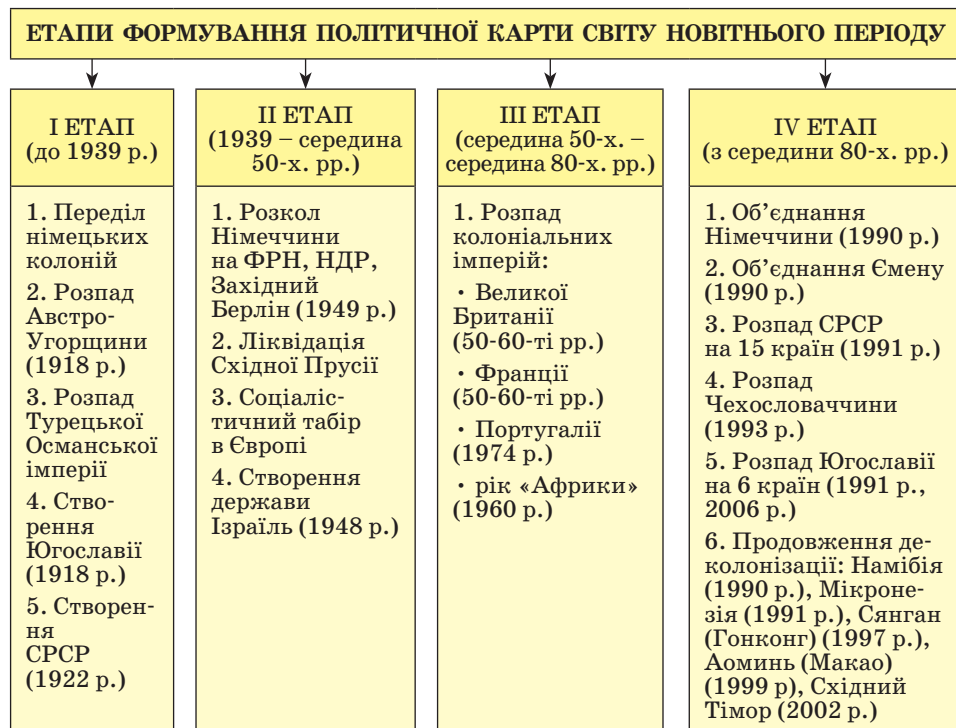 ЕТАПИ ФОРМУВАННЯ ПОЛІТИЧНОЇ КАРТИ СВІТУ НОВІТНЬОГО ПЕРІОДУ
І ЕТАП
(до 1939 р.)
1. Переділ
німецьких
колоній
2. Розпад
Австро-
Угорщини
(1918 р.)
3. Розпад
Турецької
Османської
імперії
4. Ство-
рення
Югославії
(1918 р.)
5. Створен-
ня
СРСР
(1922 р.)
ІІ ЕТАП
(1939 – середина
50-х. рр.)
1. Розкол
Німеччини
на ФРН, НДР,
Західний
Берлін (1949 р.)
2. Ліквідація
Східної Прусії
3. Соціаліс-
тичний табір
в Європі
4. Створення
держави
Ізраїль (1948 р.)
ІІІ ЕТАП
(середина 50-х. –
середина 80-х. рр.)
1. Розпад
колоніальних
імперій:
· Великої
Британії
(50-60-ті рр.)
· Франції
(50-60-ті рр.)
· Португалії
(1974 р.)
· рік «Африки»
(1960 р.)
IV ЕТАП
(з середини 80-х. рр.)
1. Об’єднання
Німеччини (1990 р.)
2. Об’єднання Ємену
(1990 р.)
3. Розпад СРСР
на 15 країн (1991 р.)
4. Розпад
Чехословаччини
(1993 р.)
5. Розпад Югославії
на 6 країн (1991 р.,
2006 р.)
6. Продовження де-
колонізації: Намібія
(1990 р.), Мікроне-
зія (1991 р.), Сянган
(Гонконг) (1997 р.),
Аоминь (Макао)
(1999 р), Східний
Тімор (2002 р.)